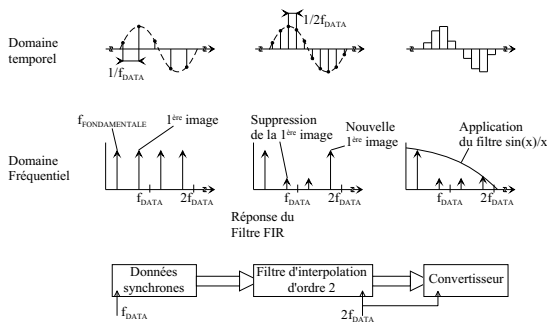 Domaine
temporel
1/f_DATA
1/2f_DATA
Domaine
Fréquentiel
f_FONDAMENTALE
1ère image
f_DATA
2f_DATA
Suppression
de la 1ère image
Nouvelle
1ère image
f_DATA
2f_DATA
Réponse du
Filtre FIR
Application
du filtre sin(x)/x
f_DATA
2f_DATA
Données
synchrones
Filtre d'interpolation
d'ordre 2
Convertisseur
f_DATA
2f_DATA